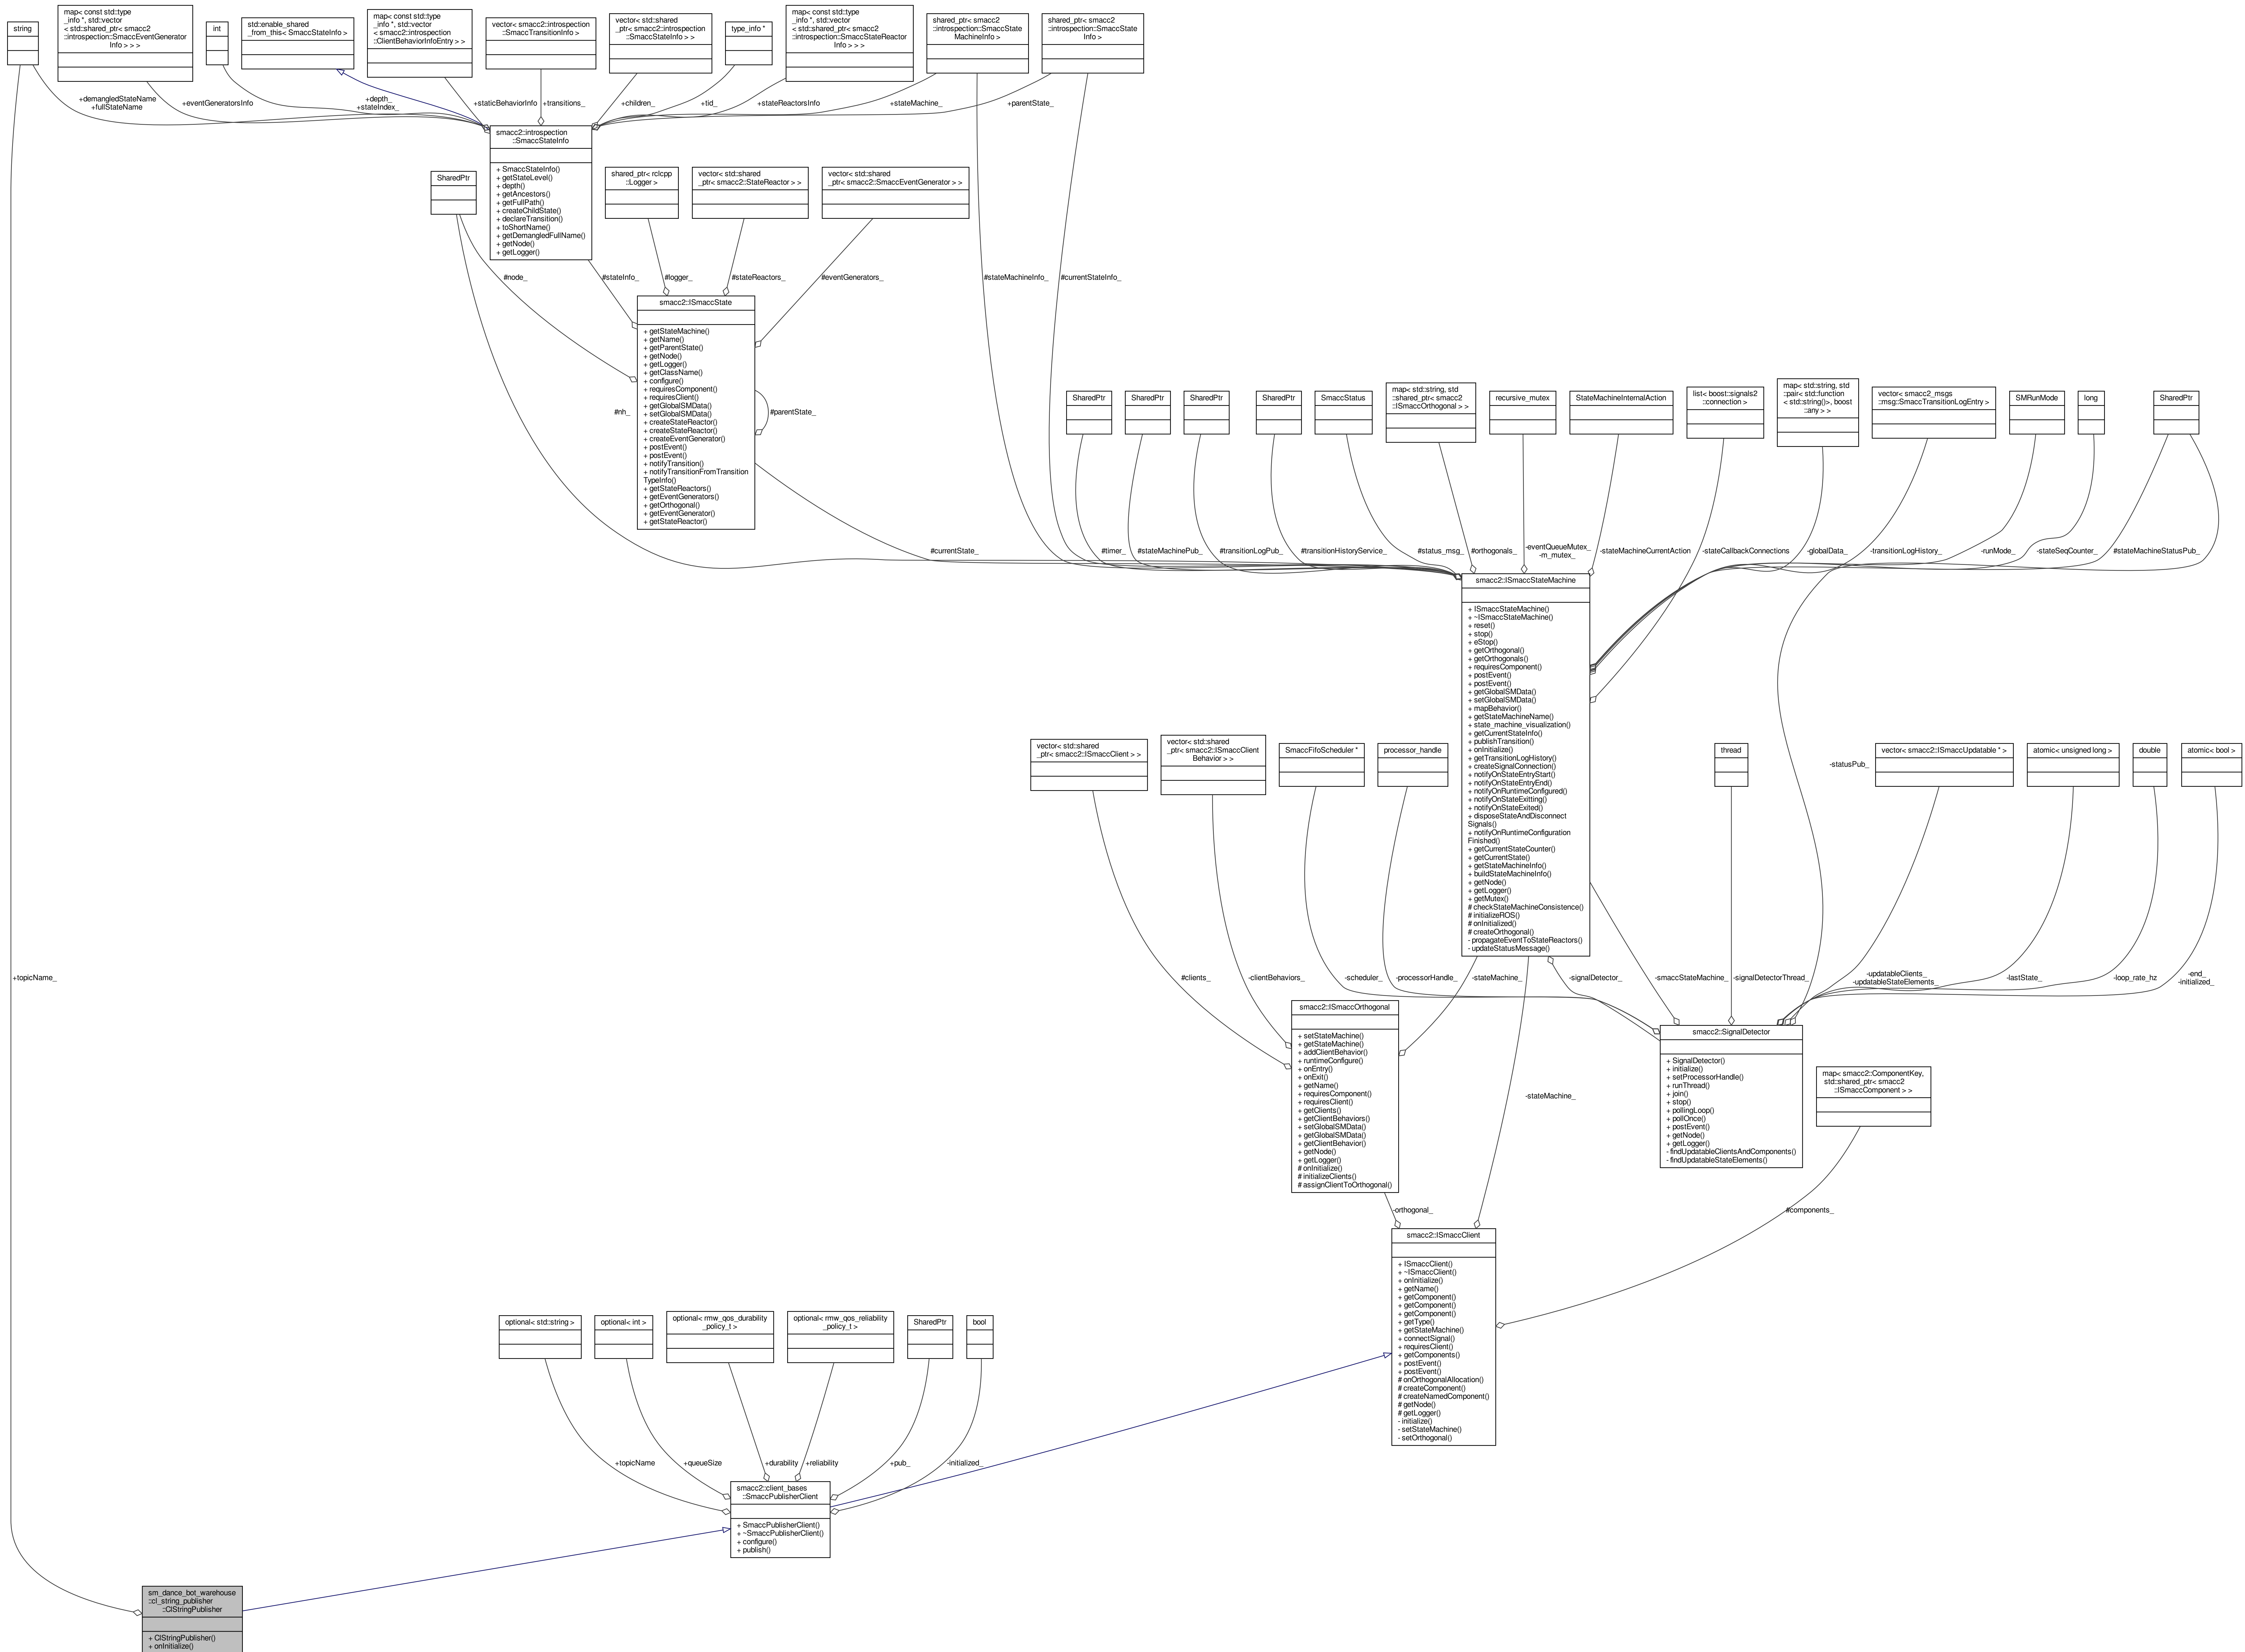 string
map< const std::type
_info *, std::vector
< std::shared_ptr< smacc2
::introspection::SmaccEventGenerator
Info > > >
int
std::enable_shared
_from_this< SmaccStateInfo >
map< const std::type
_info *, std::vector
< smacc2::introspection
::ClientBehaviorInfoEntry > >
vector< smacc2::introspection
::SmaccTransitionInfo >
vector< std::shared
_ptr< smacc2::introspection
::SmaccStateInfo > >
type_info *
map< const std::type
_info *, std::vector
< std::shared_ptr< smacc2
::introspection::SmaccStateReactor
Info > > >
shared_ptr< smacc2
::introspection::SmaccState
MachineInfo >
shared_ptr< smacc2
::introspection::SmaccState
Info >
+demangledStateName
+fullStateName
+eventGeneratorsInfo
+depth_
+stateIndex_
+staticBehaviorInfo
+transitions_
+children_
+tid_
+stateReactorsInfo
+stateMachine_
+parentState_
smacc2::introspection
::SmaccStateInfo
+ SmaccStateInfo()
+ getStateLevel()
+ depth()
+ getAncestors()
+ getFullPath()
+ createChildState()
+ declareTransition()
+ toShortName()
+ getDemangledFullName()
+ getNode()
+ getLogger()
SharedPtr
shared_ptr< rclcpp
::Logger >
vector< std::shared
_ptr< smacc2::StateReactor > >
vector< std::shared
_ptr< smacc2::SmaccEventGenerator > >
#node_
#stateInfo_
#logger_
#stateReactors_
#eventGenerators_
#stateMachineInfo_
#currentStateInfo_
smacc2::ISmaccState
+ getStateMachine()
+ getName()
+ getParentState()
+ getNode()
+ getLogger()
+ getClassName()
+ configure()
+ requiresComponent()
+ requiresClient()
+ getGlobalSMData()
+ setGlobalSMData()
+ createStateReactor()
+ createStateReactor()
+ createEventGenerator()
+ postEvent()
+ postEvent()
+ notifyTransition()
+ notifyTransitionFromTransition
TypeInfo()
+ getStateReactors()
+ getEventGenerators()
+ getOrthogonal()
+ getEventGenerator()
+ getStateReactor()
#nh_
#parentState_
SharedPtr
SharedPtr
SharedPtr
SharedPtr
SmaccStatus
map< std::string, std
::shared_ptr< smacc2
::ISmaccOrthogonal > >
recursive_mutex
StateMachineInternalAction
list< boost::signals2
::connection >
map< std::string, std
::pair< std::function
< std::string()>, boost
::any > >
vector< smacc2_msgs
::msg::SmaccTransitionLogEntry >
SMRunMode
long
SharedPtr
#currentState_
#timer_
#stateMachinePub_
#transitionLogPub_
#transitionHistoryService_
#status_msg_
#orthogonals_
-eventQueueMutex_
-m_mutex_
-stateMachineCurrentAction
-stateCallbackConnections
-globalData_
-transitionLogHistory_
-runMode_
-stateSeqCounter_
#stateMachineStatusPub_
smacc2::ISmaccStateMachine
+ ISmaccStateMachine()
+ ~ISmaccStateMachine()
+ reset()
+ stop()
+ eStop()
+ getOrthogonal()
+ getOrthogonals()
+ requiresComponent()
+ postEvent()
+ postEvent()
+ getGlobalSMData()
+ setGlobalSMData()
+ mapBehavior()
+ getStateMachineName()
+ state_machine_visualization()
+ getCurrentStateInfo()
+ publishTransition()
+ onInitialize()
+ getTransitionLogHistory()
+ createSignalConnection()
+ notifyOnStateEntryStart()
+ notifyOnStateEntryEnd()
+ notifyOnRuntimeConfigured()
+ notifyOnStateExitting()
+ notifyOnStateExited()
+ disposeStateAndDisconnect
Signals()
+ notifyOnRuntimeConfiguration
Finished()
+ getCurrentStateCounter()
+ getCurrentState()
+ getStateMachineInfo()
+ buildStateMachineInfo()
+ getNode()
+ getLogger()
+ getMutex()
# checkStateMachineConsistence()
# initializeROS()
# onInitialized()
# createOrthogonal()
- propagateEventToStateReactors()
- updateStatusMessage()
vector< std::shared
_ptr< smacc2::ISmaccClient > >
vector< std::shared
_ptr< smacc2::ISmaccClient
Behavior > >
SmaccFifoScheduler *
processor_handle
thread
-statusPub_
vector< smacc2::ISmaccUpdatable * >
atomic< unsigned long >
double
atomic< bool >
+topicName_
#clients_
-clientBehaviors_
-scheduler_
-processorHandle_
-stateMachine_
-signalDetector_
-smaccStateMachine_
-signalDetectorThread_
-updatableClients_
-updatableStateElements_
-lastState_
-loop_rate_hz
-end_
-initialized_
smacc2::ISmaccOrthogonal
+ setStateMachine()
+ getStateMachine()
+ addClientBehavior()
+ runtimeConfigure()
+ onEntry()
+ onExit()
+ getName()
+ requiresComponent()
+ requiresClient()
+ getClients()
+ getClientBehaviors()
+ setGlobalSMData()
+ getGlobalSMData()
+ getClientBehavior()
+ getNode()
+ getLogger()
# onInitialize()
# initializeClients()
# assignClientToOrthogonal()
smacc2::SignalDetector
+ SignalDetector()
+ initialize()
+ setProcessorHandle()
+ runThread()
+ join()
+ stop()
+ pollingLoop()
+ pollOnce()
+ postEvent()
+ getNode()
+ getLogger()
- findUpdatableClientsAndComponents()
- findUpdatableStateElements()
map< smacc2::ComponentKey,
std::shared_ptr< smacc2
::ISmaccComponent > >
-stateMachine_
-orthogonal_
#components_
smacc2::ISmaccClient
+ ISmaccClient()
+ ~ISmaccClient()
+ onInitialize()
+ getName()
+ getComponent()
+ getComponent()
+ getComponent()
+ getType()
+ getStateMachine()
+ connectSignal()
+ requiresClient()
+ getComponents()
+ postEvent()
+ postEvent()
# onOrthogonalAllocation()
# createComponent()
# createNamedComponent()
# getNode()
# getLogger()
- initialize()
- setStateMachine()
- setOrthogonal()
optional< std::string >
optional< int >
optional< rmw_qos_durability
_policy_t >
optional< rmw_qos_reliability
_policy_t >
SharedPtr
bool
+topicName
+queueSize
+durability
+reliability
+pub_
-initialized_
smacc2::client_bases
::SmaccPublisherClient
+ SmaccPublisherClient()
+ ~SmaccPublisherClient()
+ configure()
+ publish()
sm_dance_bot_warehouse
::cl_string_publisher
::ClStringPublisher
+ ClStringPublisher()
+ onInitialize()